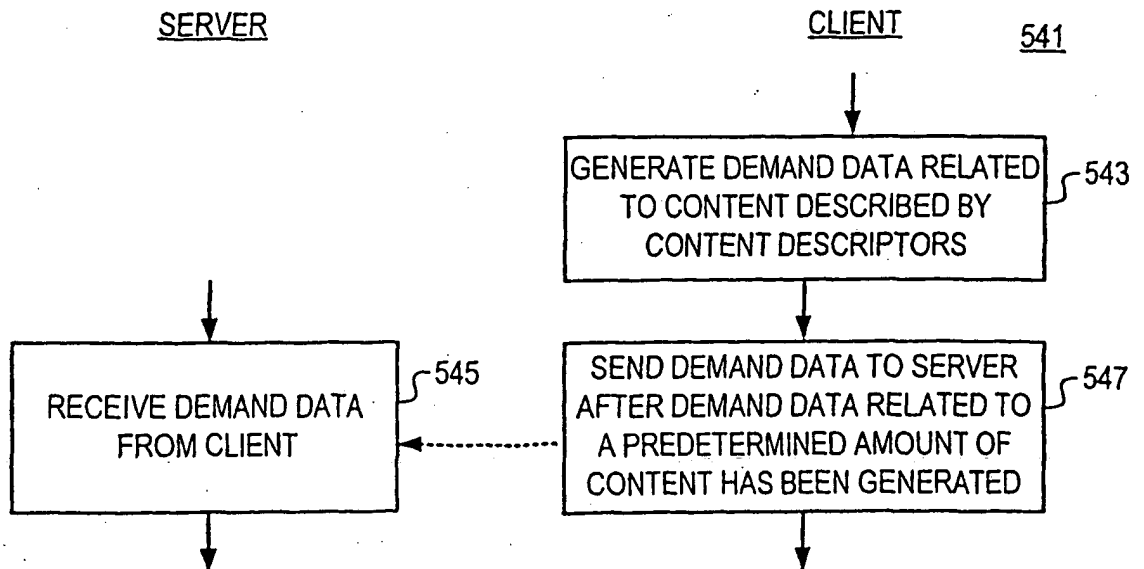 SERVER
CLIENT
541
GENERATE DEMAND DATA RELATED
TO CONTENT DESCRIBED BY
CONTENT DESCRIPTORS
543
RECEIVE DEMAND DATA
FROM CLIENT
545
SEND DEMAND DATA TO SERVER
AFTER DEMAND DATA RELATED TO
A PREDETERMINED AMOUNT OF
CONTENT HAS BEEN GENERATED
547